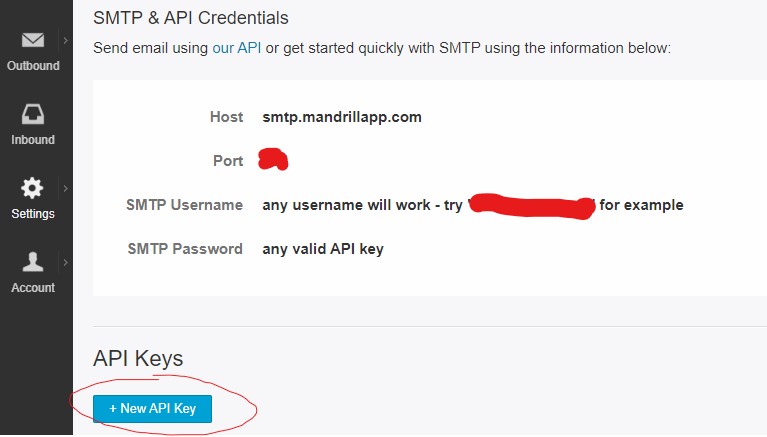 SMTP & API Credentials
Send email using our API or get started quickly with SMTP using the information below:
Outbound
Inbound
Settings
Account
Host smtp.mandrillapp.com
Port
SMTP Username any username will work - try for example
SMTP Password any valid API key
API Keys
+ New API Key